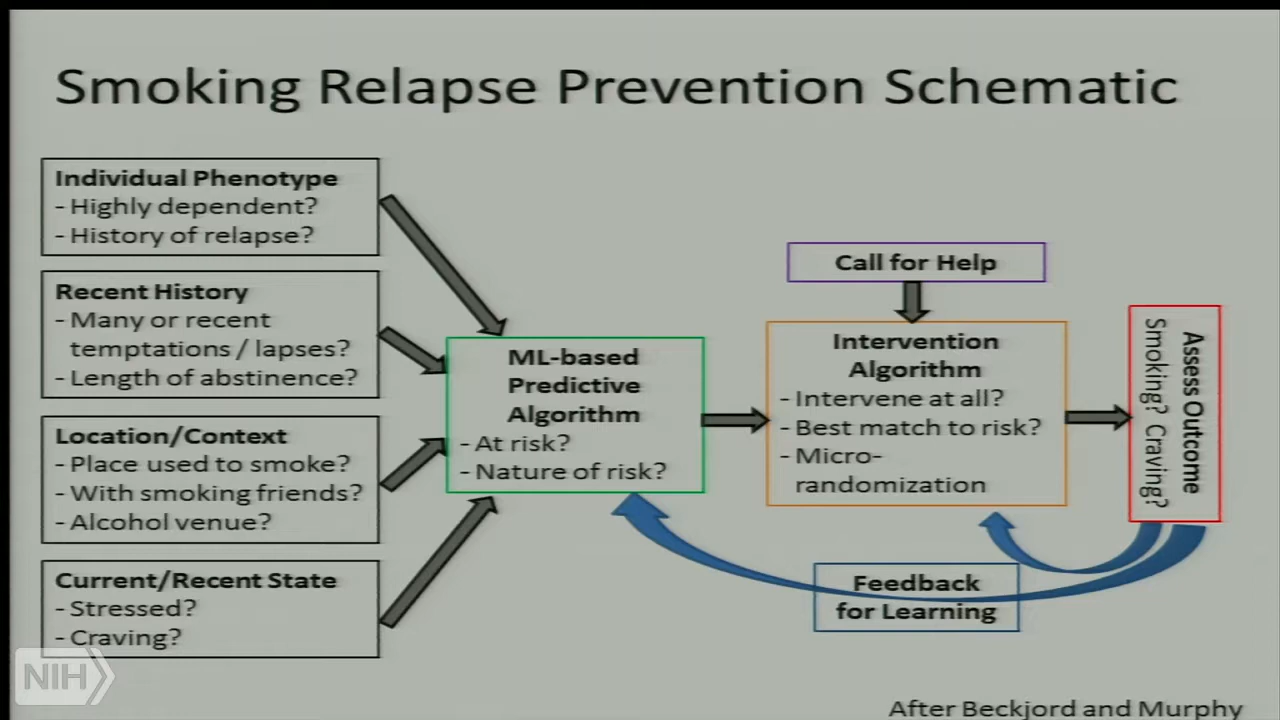 Smoking Relapse Prevention Schematic
Individual Phenotype
- Highly dependent?
- History of relapse?
Recent History
- Many or recent
temptations / lapses?
- Length of abstinence?
Location/Context
- Place used to smoke?
- With smoking friends?
- Alcohol venue?
Current/Recent State
- Stressed?
- Craving?
ML-based
Predictive
Algorithm
- At risk?
- Nature of risk?
Call for Help
Intervention
Algorithm
- Intervene at all?
- Best match to risk?
- Micro-
randomization
Assess Outcome
Smoking? Craving?
Feedback
for Learning
NIH
After Beckjord and Murphy